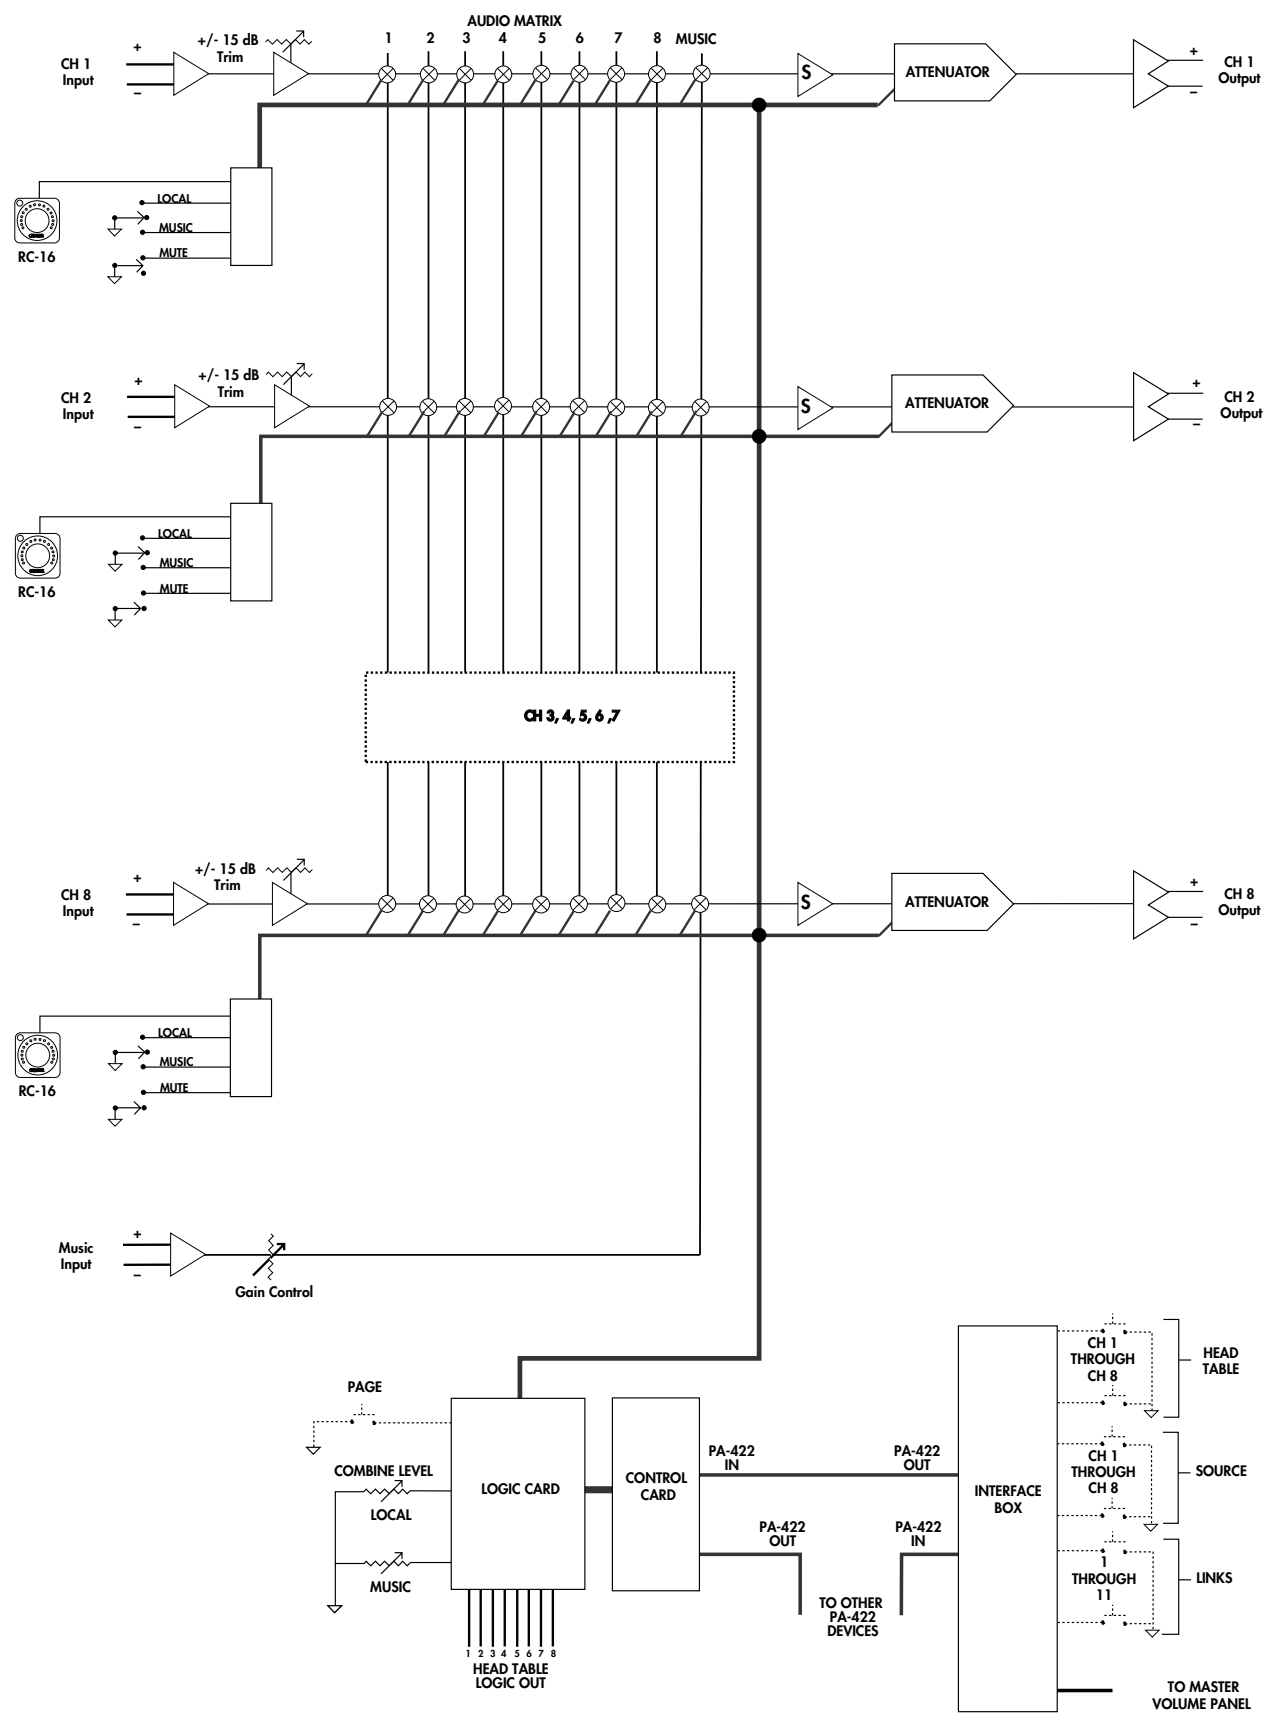 AUDIO MATRIX
1 2 3 4 5 6 7 8 MUSIC
CH 1
Input
+
−
+/- 15 dB
Trim
S
ATTENUATOR
+
−
CH 1
Output
LOCAL
MUSIC
MUTE
RC-16
CH 2
Input
+
−
+/- 15 dB
Trim
S
ATTENUATOR
+
−
CH 2
Output
LOCAL
MUSIC
MUTE
RC-16
CH 3, 4, 5, 6 ,7
CH 8
Input
+
−
+/- 15 dB
Trim
S
ATTENUATOR
+
−
CH 8
Output
LOCAL
MUSIC
MUTE
RC-16
Music
Input
+
−
Gain Control
PAGE
COMBINE LEVEL
LOCAL
MUSIC
LOGIC CARD
1 2 3 4 5 6 7 8
HEAD TABLE
LOGIC OUT
CONTROL
CARD
PA-422
IN
PA-422
OUT
PA-422
OUT
PA-422
IN
TO OTHER
PA-422
DEVICES
INTERFACE
BOX
CH 1
THROUGH
CH 8
HEAD
TABLE
CH 1
THROUGH
CH 8
SOURCE
1
THROUGH
11
LINKS
TO MASTER
VOLUME PANEL